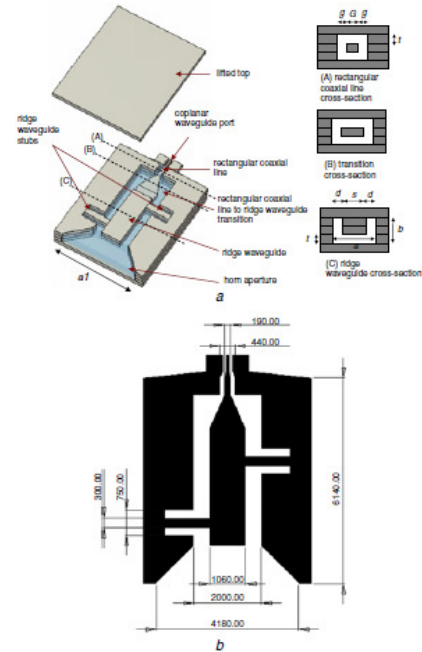 g G g
t
(A) rectangular
coaxial line
cross-section
(B) transition
cross-section
d s d
b
t
a
(C) ridge
waveguide cross-section
lifted top
coplanar
waveguide port
ridge
waveguide
stubs
(A)
(B)
(C)
rectangular coaxial
line
rectangular coaxial
line to ridge waveguide
transition
ridge waveguide
horn aperture
a1
a
190.00
440.00
300.00
750.00
6140.00
1060.00
2000.00
4180.00
b